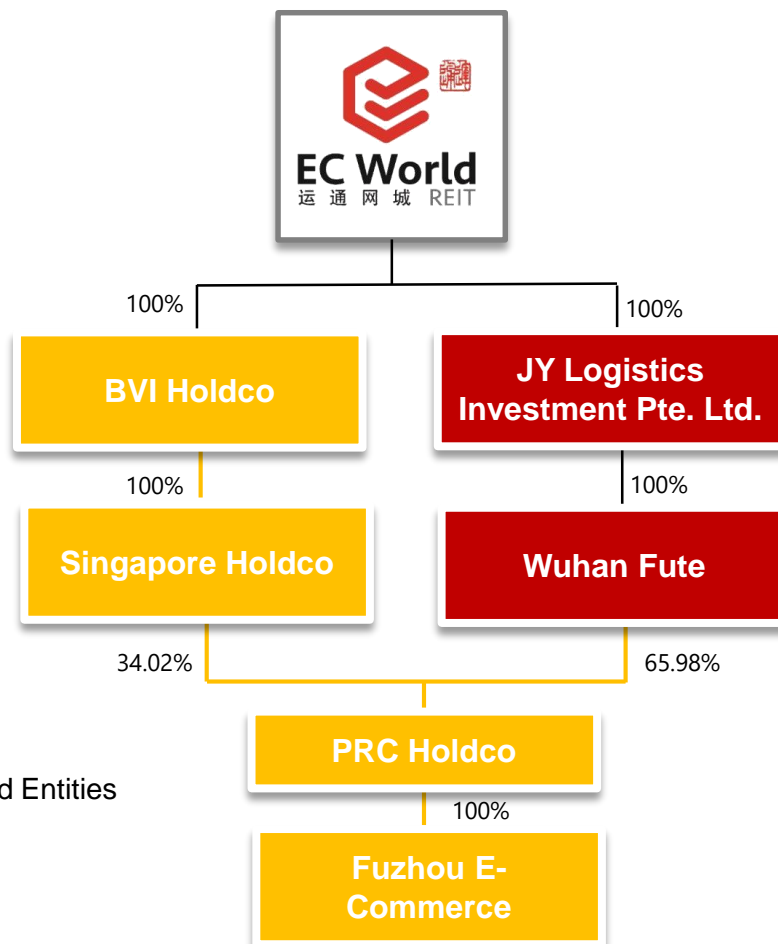 EC World
运通网城 REIT
100%
100%
BVI Holdco
JY Logistics
Investment Pte. Ltd.
100%
100%
Singapore Holdco
Wuhan Fute
34.02%
65.98%
PRC Holdco
d Entities
100%
Fuzhou E-
Commerce